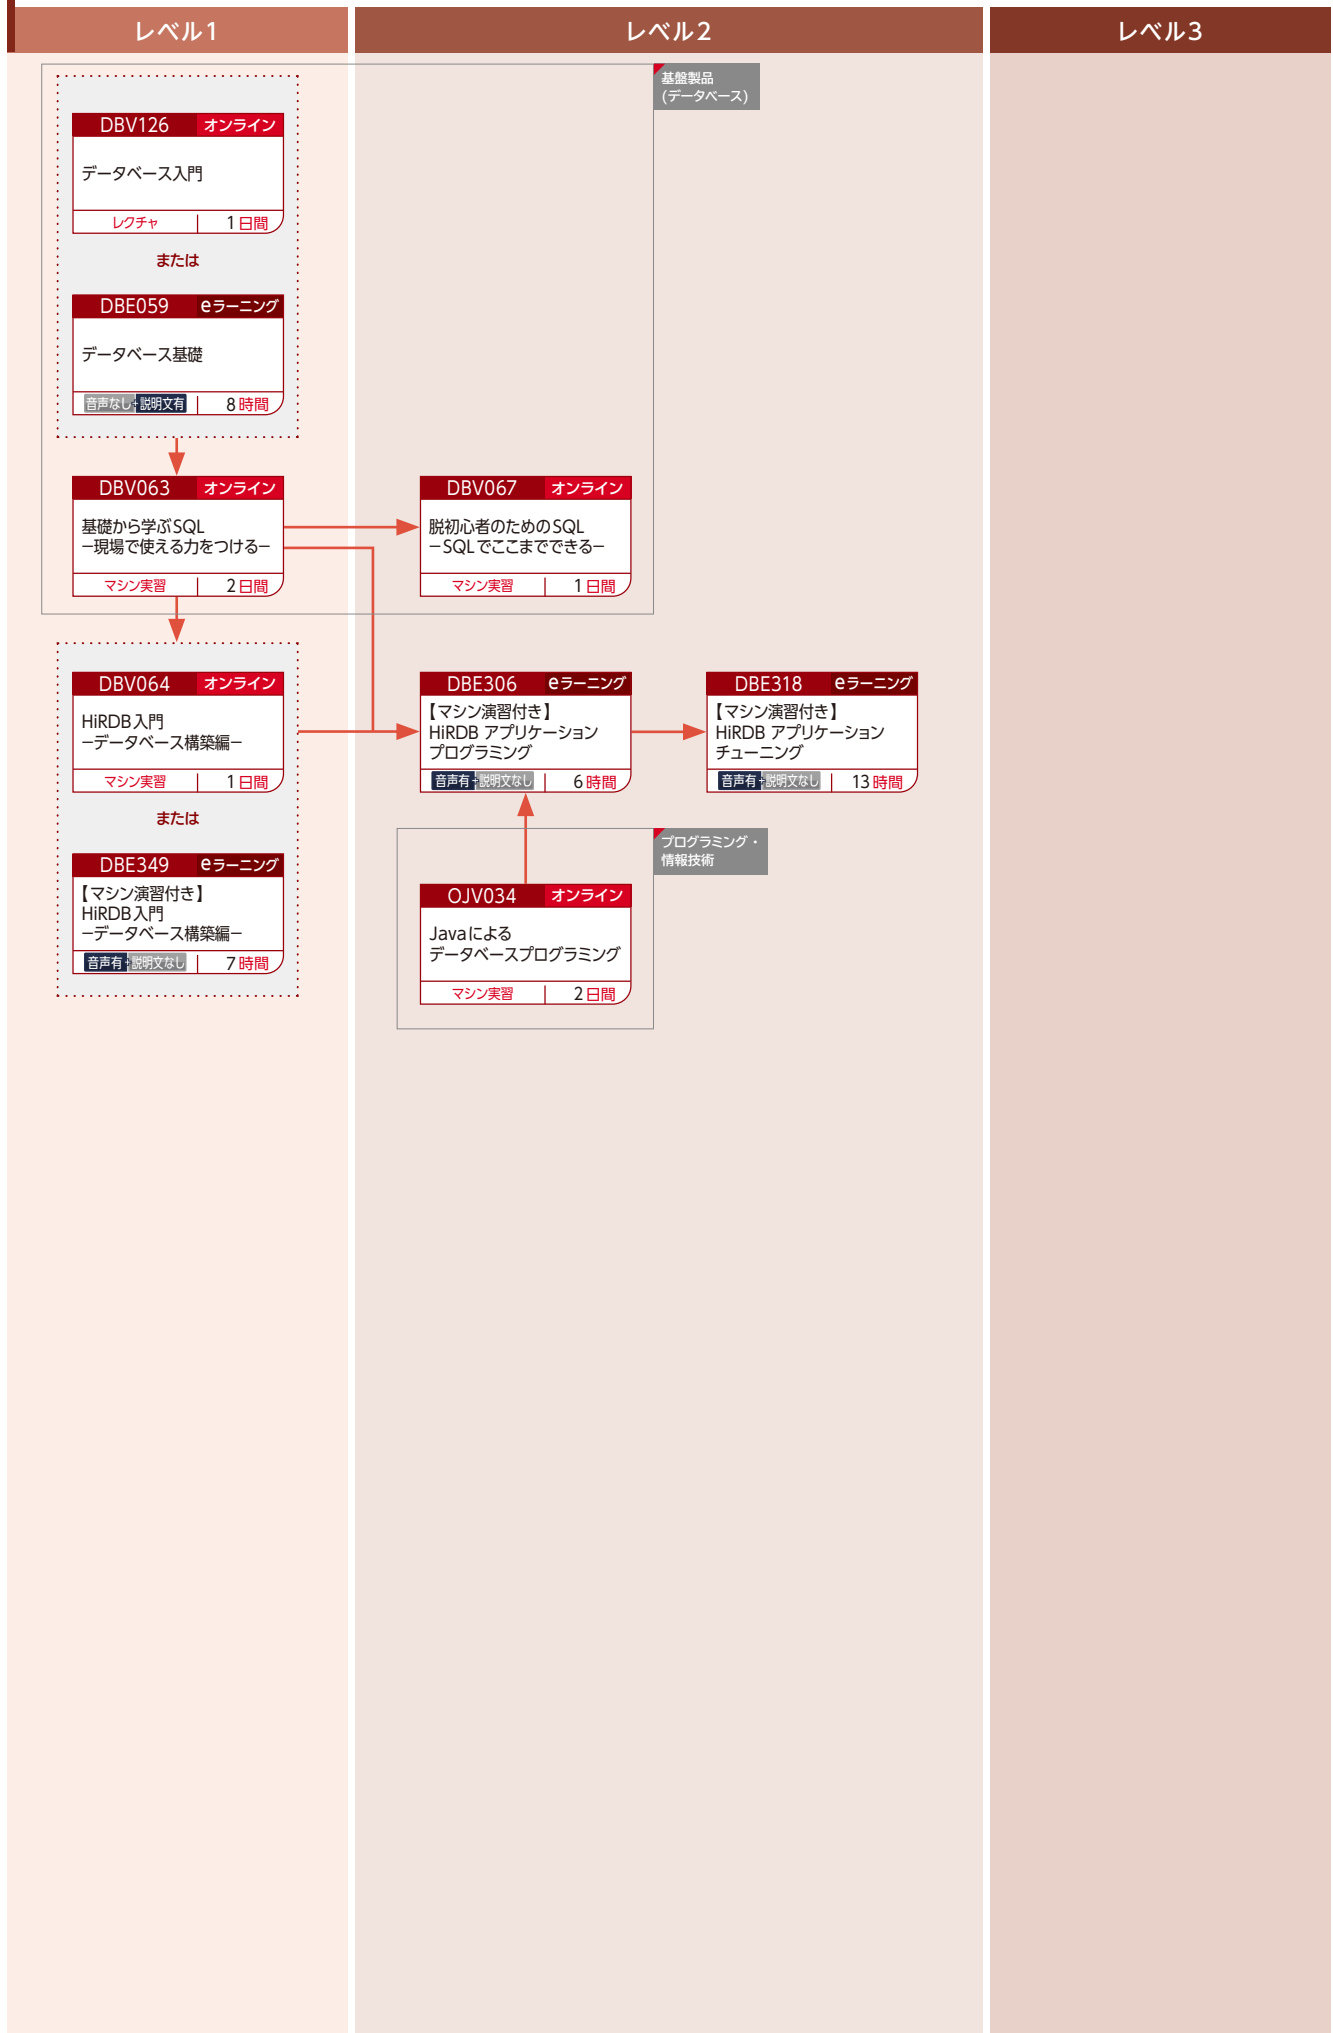 レベル1
レベル2
レベル3
基盤製品
(データベース)
DBV126 オンライン
データベース入門
レクチャ 1日間
または
DBE059 eラーニング
データベース基礎
音声なし+説明文有 8時間
DBV063 オンライン
基礎から学ぶSQL
−現場で使える力をつける−
マシン実習 2日間
DBV067 オンライン
脱初心者のためのSQL
−SQLでここまでできる−
マシン実習 1日間
DBV064 オンライン
HiRDB入門
−データベース構築編−
マシン実習 1日間
または
DBE349 eラーニング
【マシン演習付き】
HiRDB入門
−データベース構築編−
音声有+説明文なし 7時間
DBE306 eラーニング
【マシン演習付き】
HiRDB アプリケーション
プログラミング
音声有+説明文なし 6時間
DBE318 eラーニング
【マシン演習付き】
HiRDB アプリケーション
チューニング
音声有+説明文なし 13時間
プログラミング・
情報技術
OJV034 オンライン
Javaによる
データベースプログラミング
マシン実習 2日間